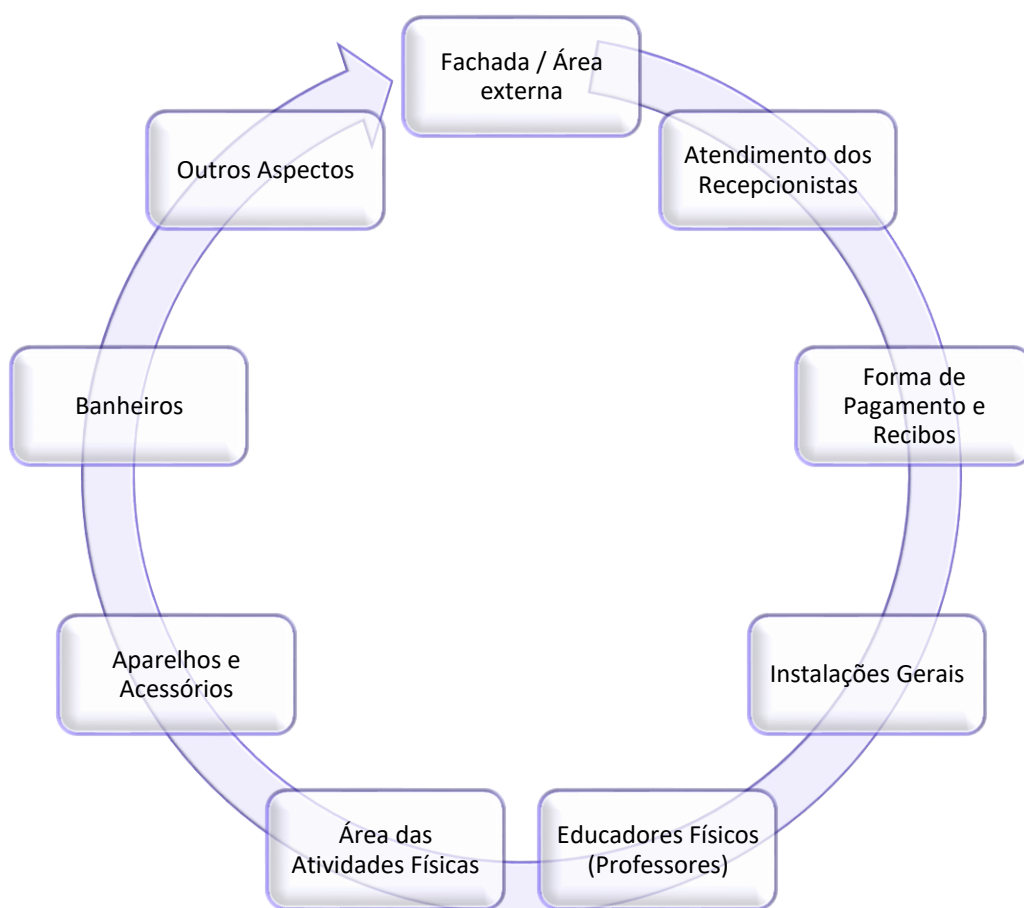 Fachada / Área
externa
Atendimento dos
Recepcionistas
Forma de
Pagamento e
Recibos
Instalações Gerais
Educadores Físicos
(Professores)
Área das
Atividades Físicas
Aparelhos e
Acessórios
Banheiros
Outros Aspectos